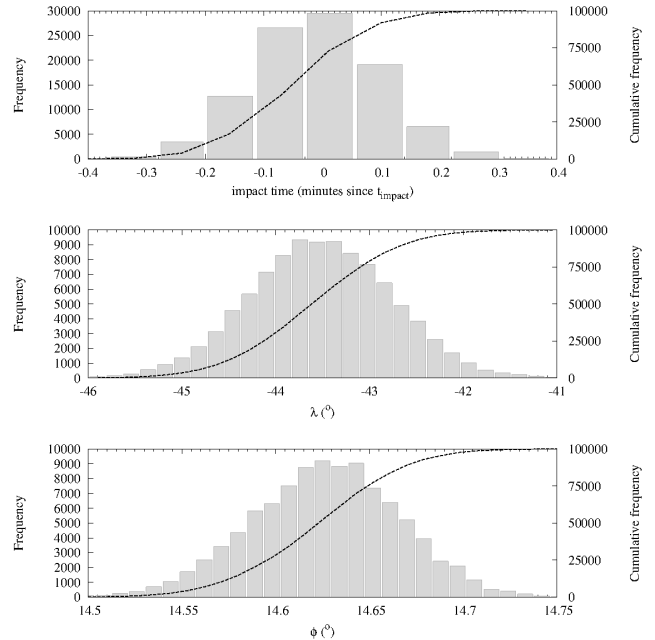 30000 100000
25000
20000 75000
15000 50000
10000 25000
5000
0 0
Frequency
Cumulative frequency
-0.4 -0.3 -0.2 -0.1 0 0.1 0.2 0.3 0.4
impact time (minutes since t_impact)
10000 100000
9000
8000 75000
7000
6000
5000 50000
4000
3000 25000
2000
1000
0 0
Frequency
Cumulative frequency
-46 -45 -44 -43 -42 -41
λ (°)
10000 100000
9000
8000 75000
7000
6000
5000 50000
4000
3000 25000
2000
1000
0 0
Frequency
Cumulative frequency
14.5 14.55 14.6 14.65 14.7 14.75
ϕ (°)